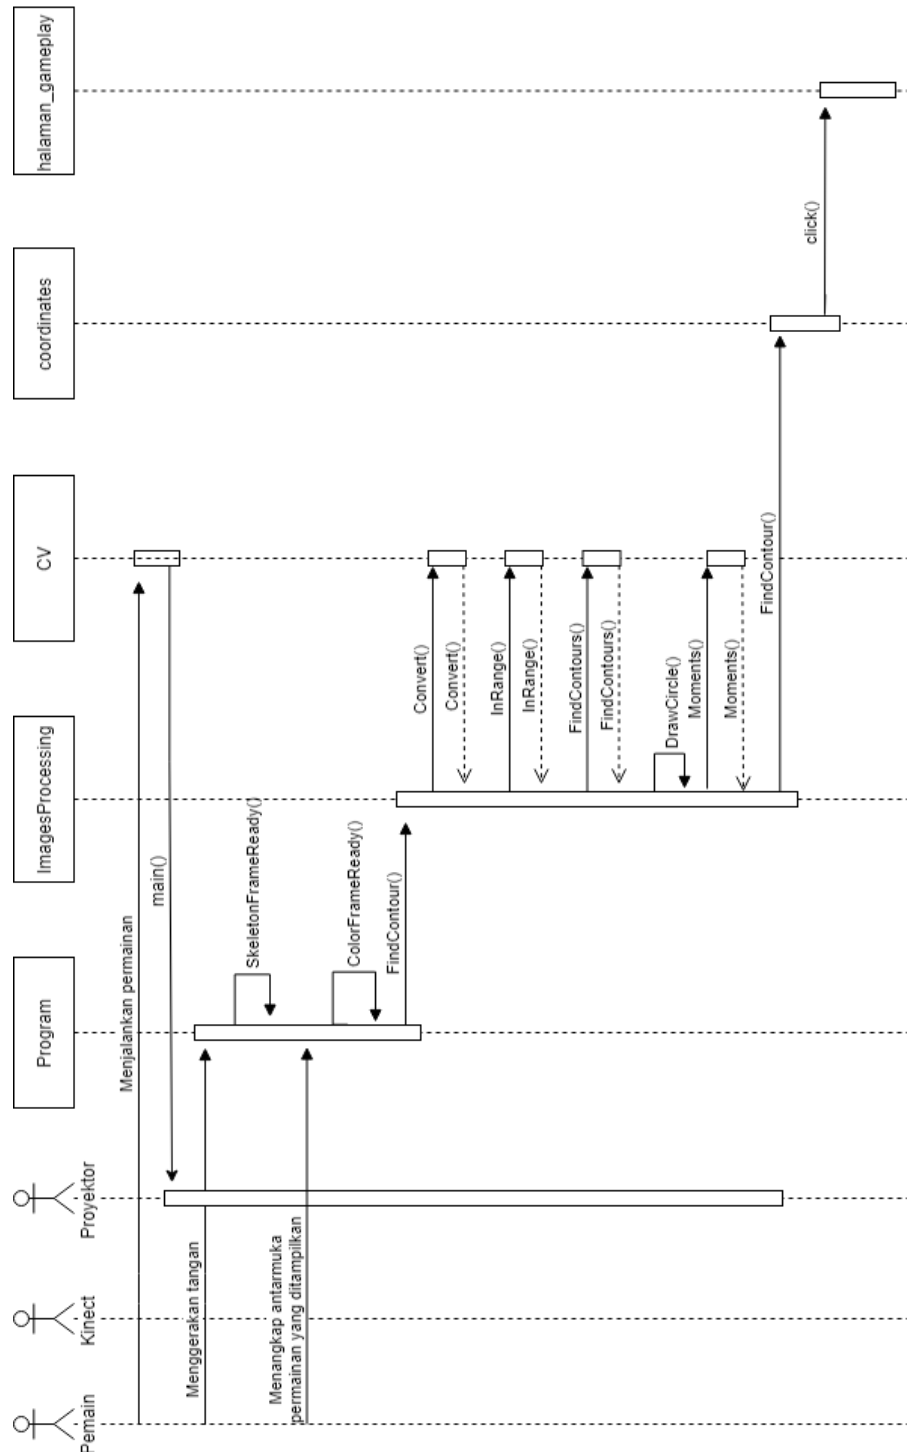 Pemain
Kinect
Proyektor
Program
ImagesProcessing
CV
coordinates
halaman_gameplay
Menjalankan permainan
main()
Menggerakan tangan
SkeletonFrameReady()
Menangkap antarmuka
permainan yang ditampilkan
ColorFrameReady()
FindContour()
Convert()
Convert()
InRange()
InRange()
FindContours()
FindContours()
DrawCircle()
Moments()
Moments()
FindContour()
click()